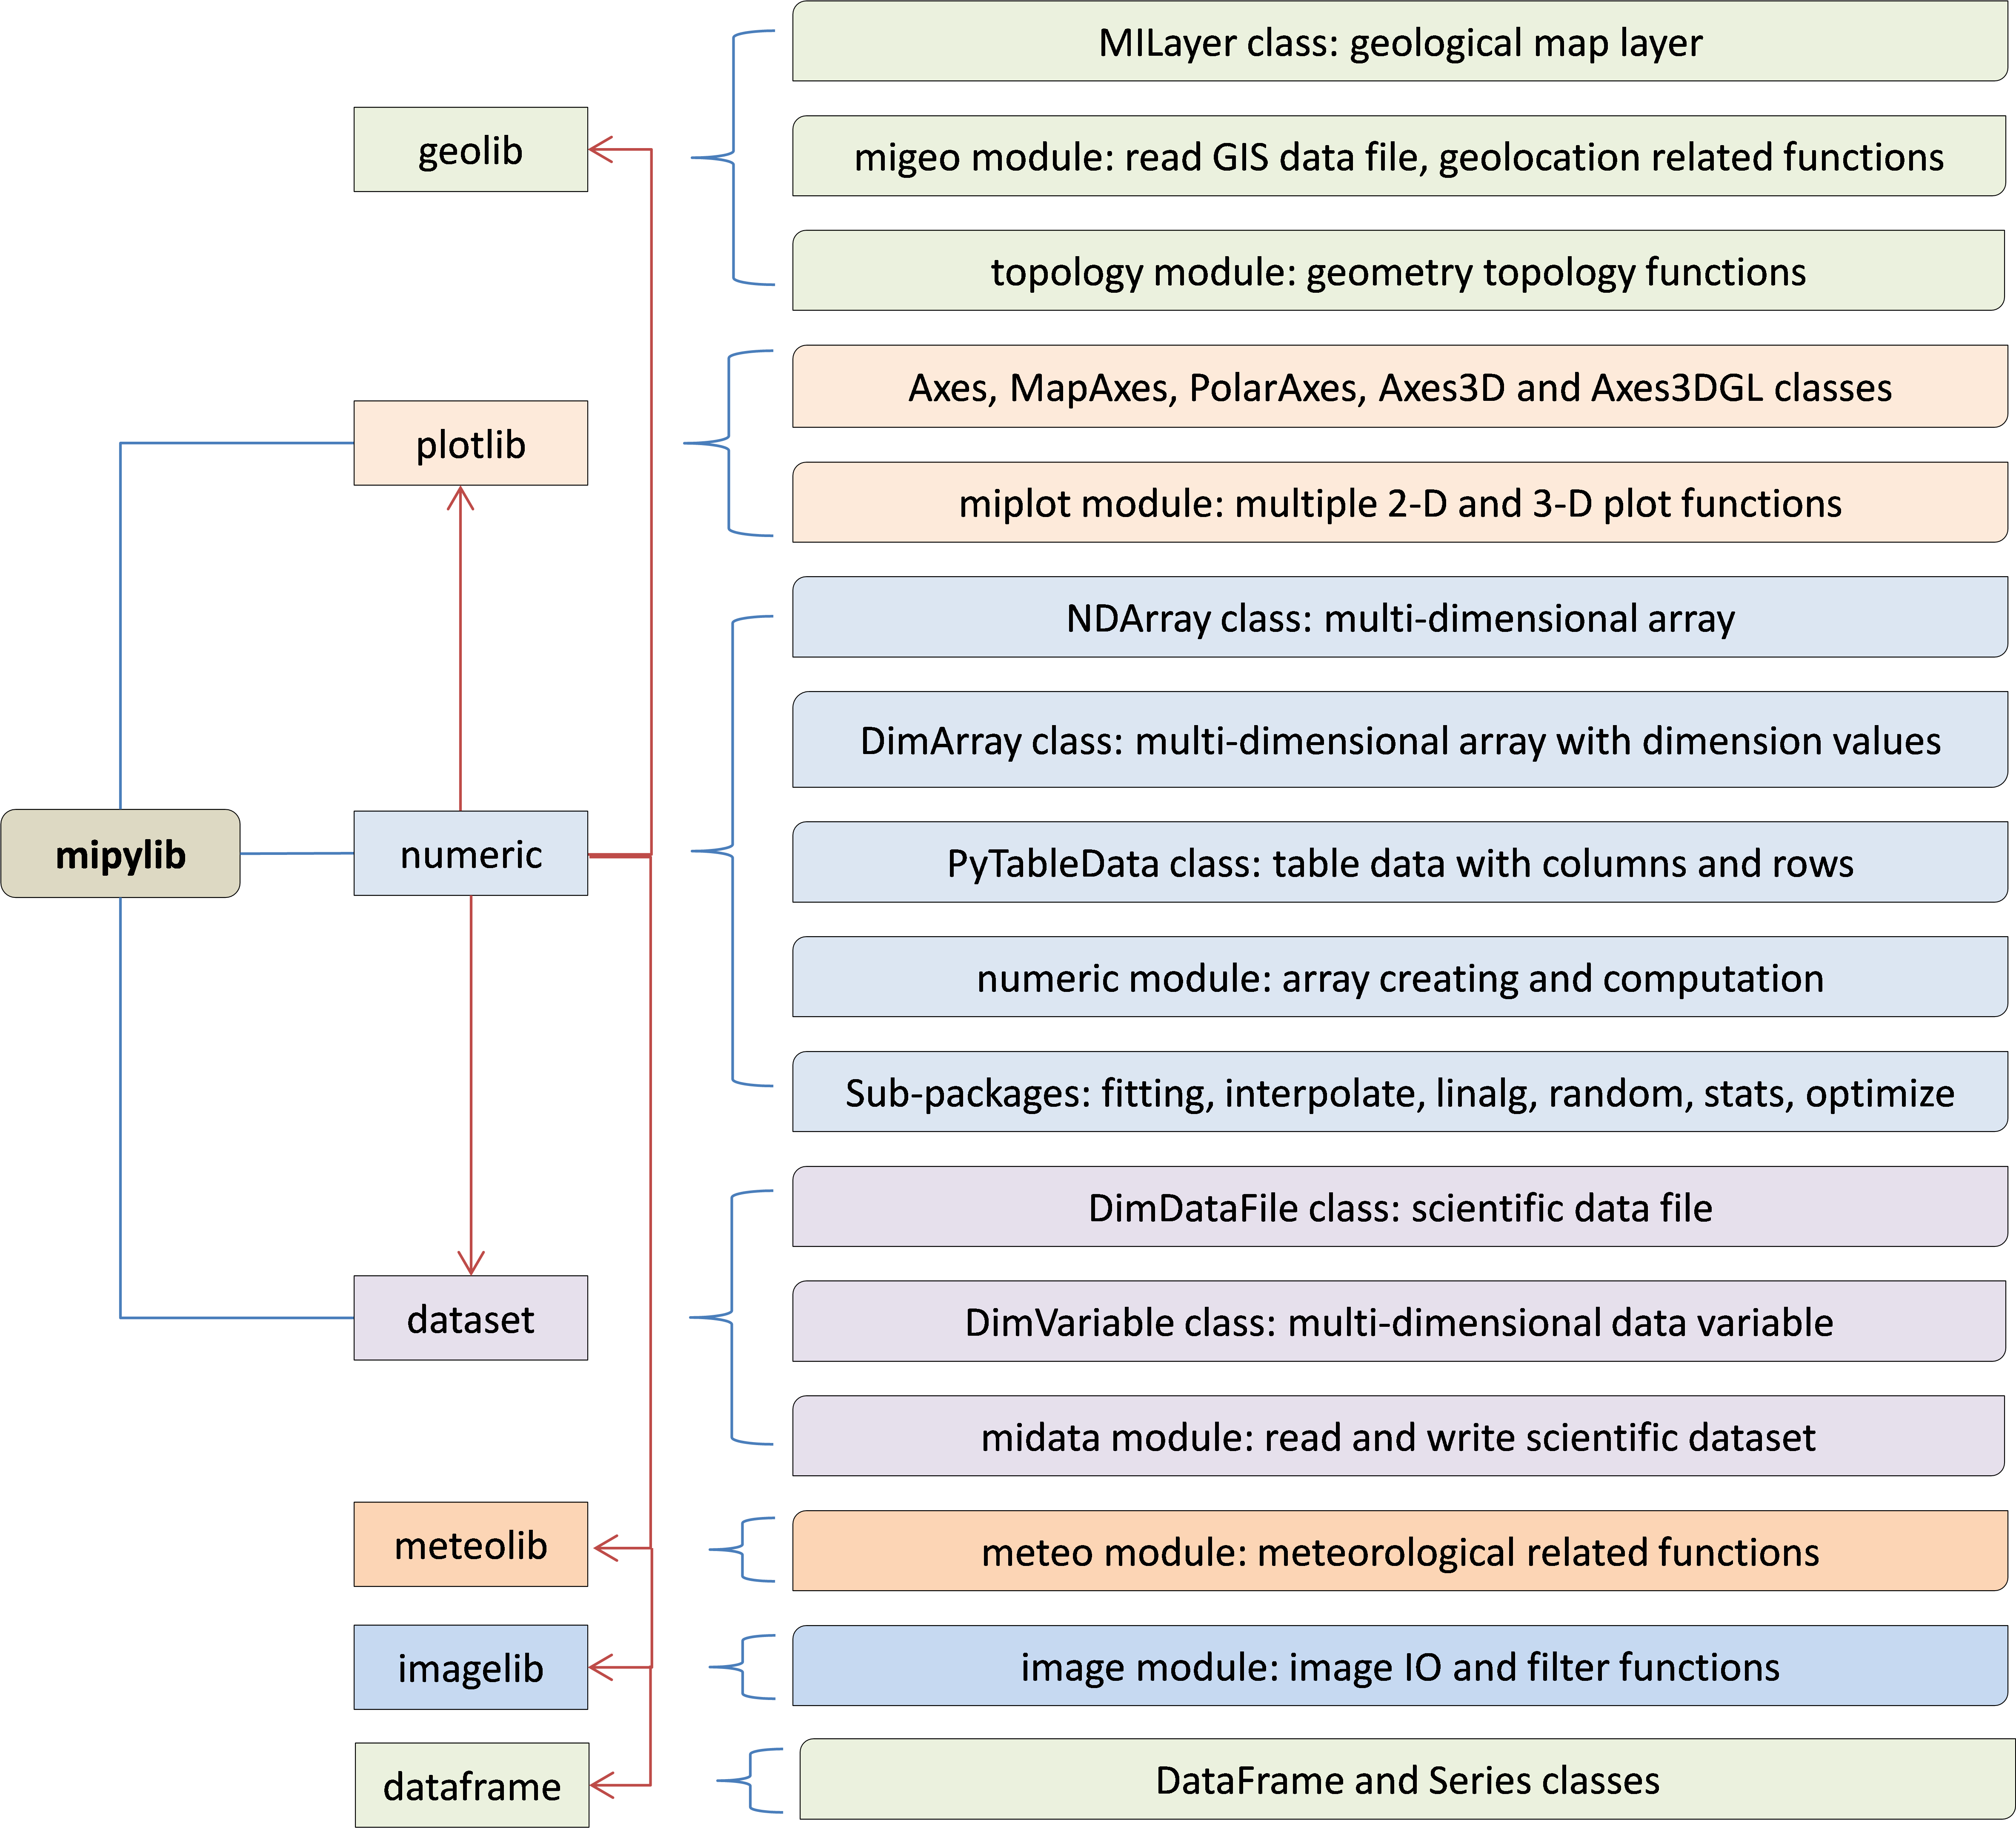 MILayer class: geological map layer
geolib
migeo module: read GIS data file, geolocation related functions
topology module: geometry topology functions
Axes, MapAxes, PolarAxes, Axes3D and Axes3DGL classes
plotlib
miplot module: multiple 2-D and 3-D plot functions
NDArray class: multi-dimensional array
DimArray class: multi-dimensional array with dimension values
mipylib
numeric
PyTableData class: table data with columns and rows
numeric module: array creating and computation
Sub-packages: fitting, interpolate, linalg, random, stats, optimize
DimDataFile class: scientific data file
dataset
DimVariable class: multi-dimensional data variable
midata module: read and write scientific dataset
meteolib
meteo module: meteorological related functions
imagelib
image module: image IO and filter functions
dataframe
DataFrame and Series classes